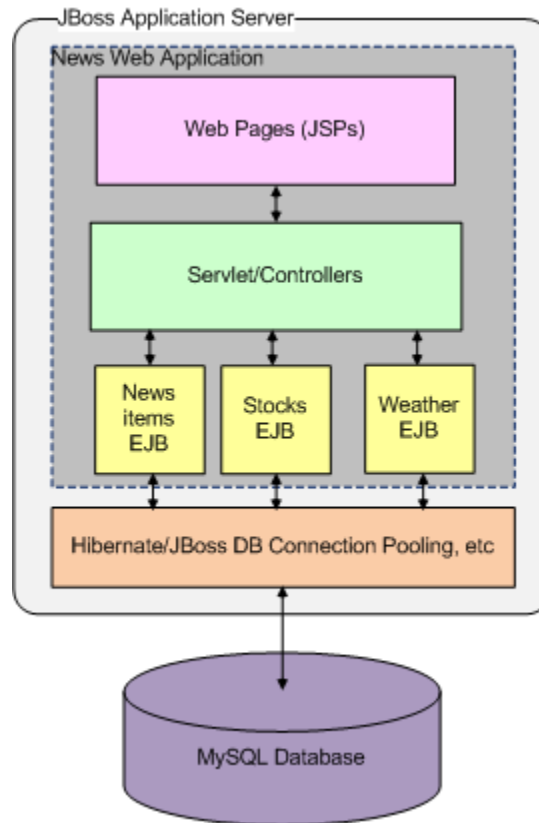 JBoss Application Server
News Web Application
Web Pages (JSPs)
Servlet/Controllers
News
items
EJB
Stocks
EJB
Weather
EJB
Hibernate/JBoss DB Connection Pooling, etc
MySQL Database